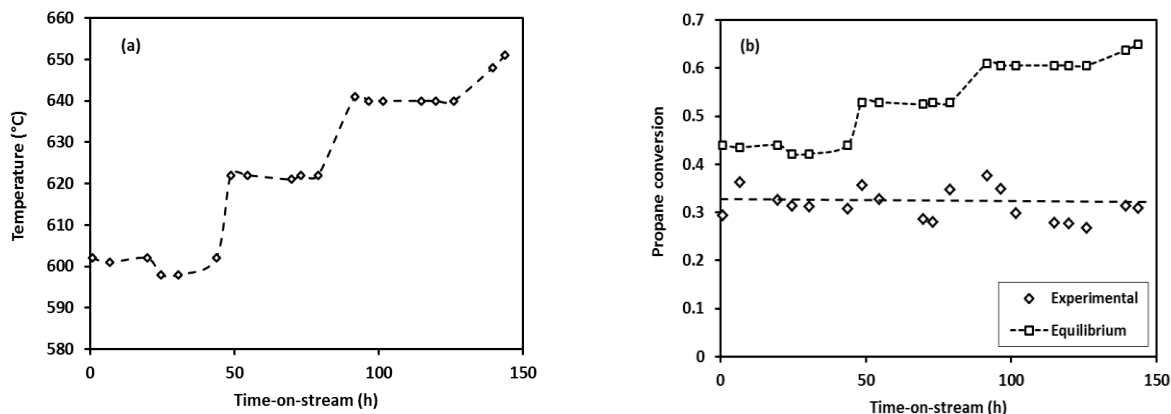 (a)
Temperature (°C)
660
650
640
630
620
610
600
590
580
0 50 100 150
Time-on-stream (h)
(b)
Propane conversion
0.7
0.6
0.5
0.4
0.3
0.2
0.1
0
Experimental
Equilibrium
0 50 100 150
Time-on-stream (h)